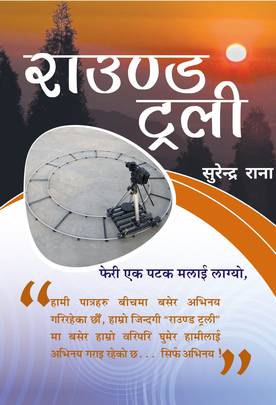 राउण्ड
ट्रली
सुरेन्द्र राना
फेरी एक पटक मलाई लाग्यो,
“हामी पात्रहरु बीचमा बसेर अभिनय
गरिरहेका छौँ, हाम्रो जिन्दगी “राउण्ड ट्रली”
मा बसेर हाम्रो वरिपरि घुमेर हामीलाई
अभिनय गराइ रहेको छ. . . सिर्फ अभिनय !”